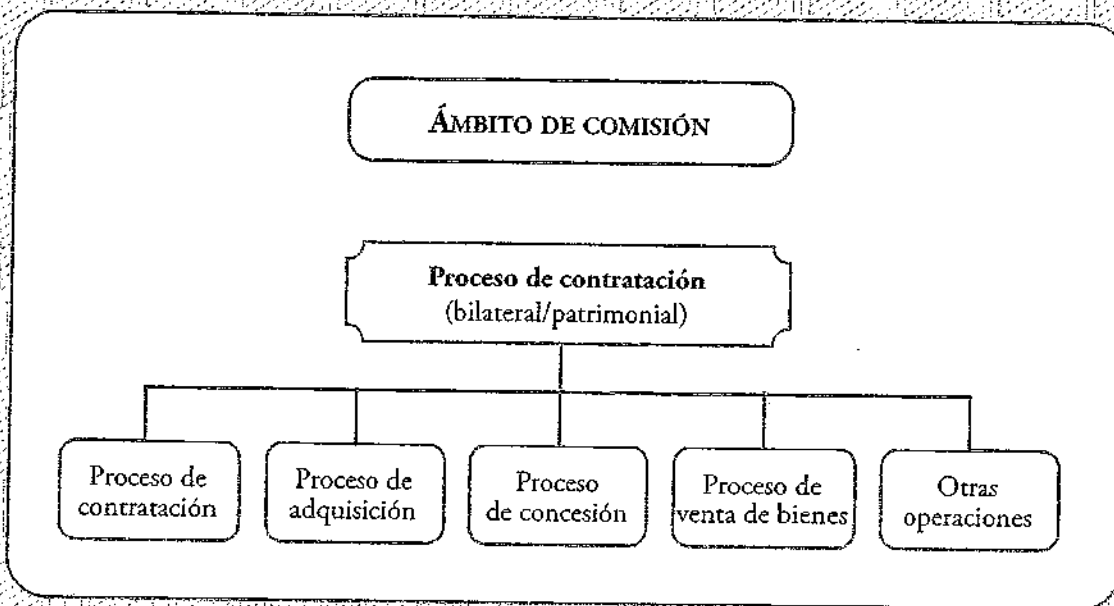 ÁMBITO DE COMISIÓN
Proceso de contratación
(bilateral/patrimonial)
Proceso de
contratación
Proceso de
adquisición
Proceso
de concesión
Proceso de
venta de bienes
Otras
operaciones